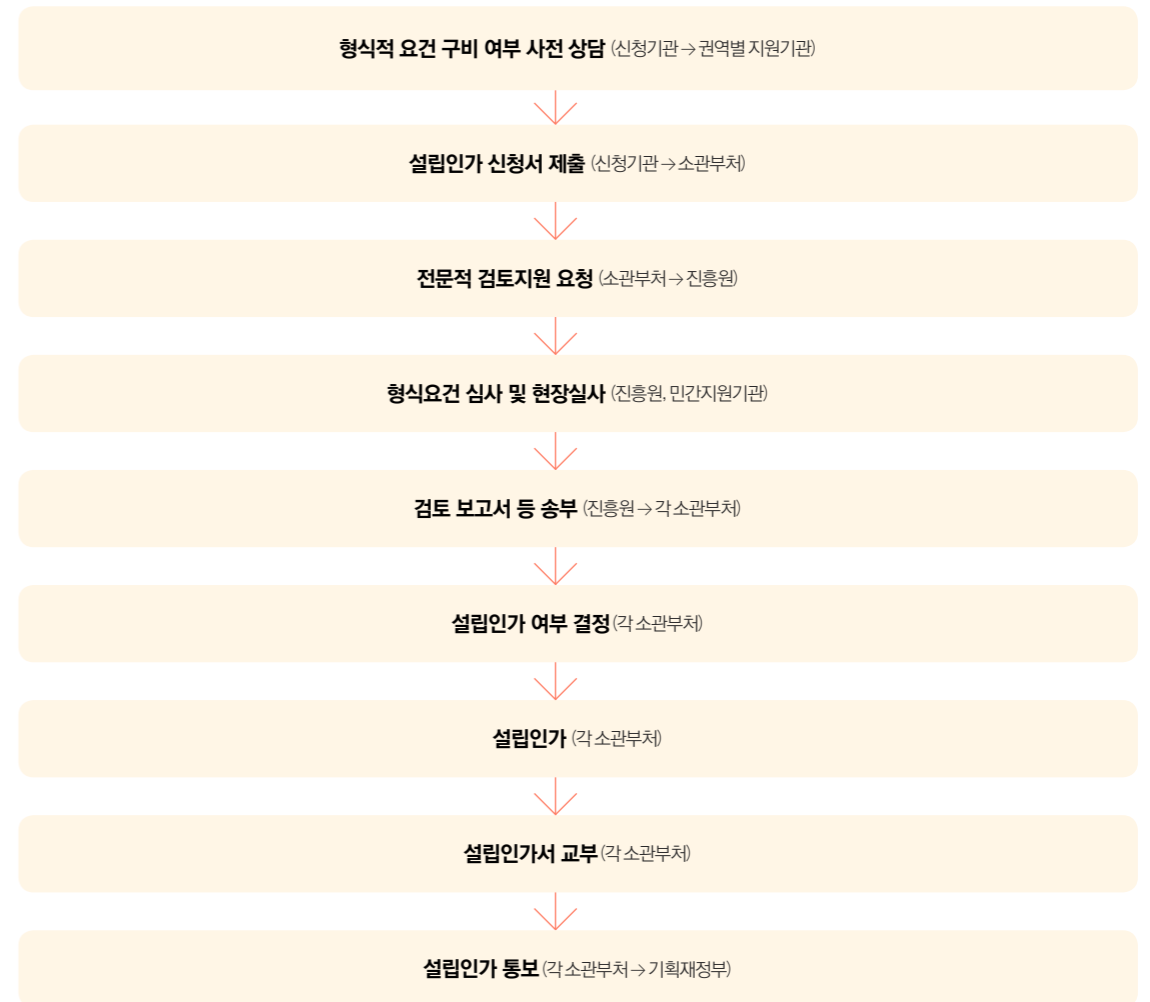 형식적 요건 구비 여부 사전 상담 (신청기관 → 권역별 지원기관)
설립인가 신청서 제출 (신청기관 → 소관부처)
전문적 검토지원 요청 (소관부처 → 진흥원)
형식요건 심사 및 현장실사 (진흥원, 민간지원기관)
검토 보고서 등 송부 (진흥원 → 각 소관부처)
설립인가 여부 결정 (각 소관부처)
설립인가 (각 소관부처)
설립인가서 교부 (각 소관부처)
설립인가 통보 (각 소관부처 → 기획재정부)